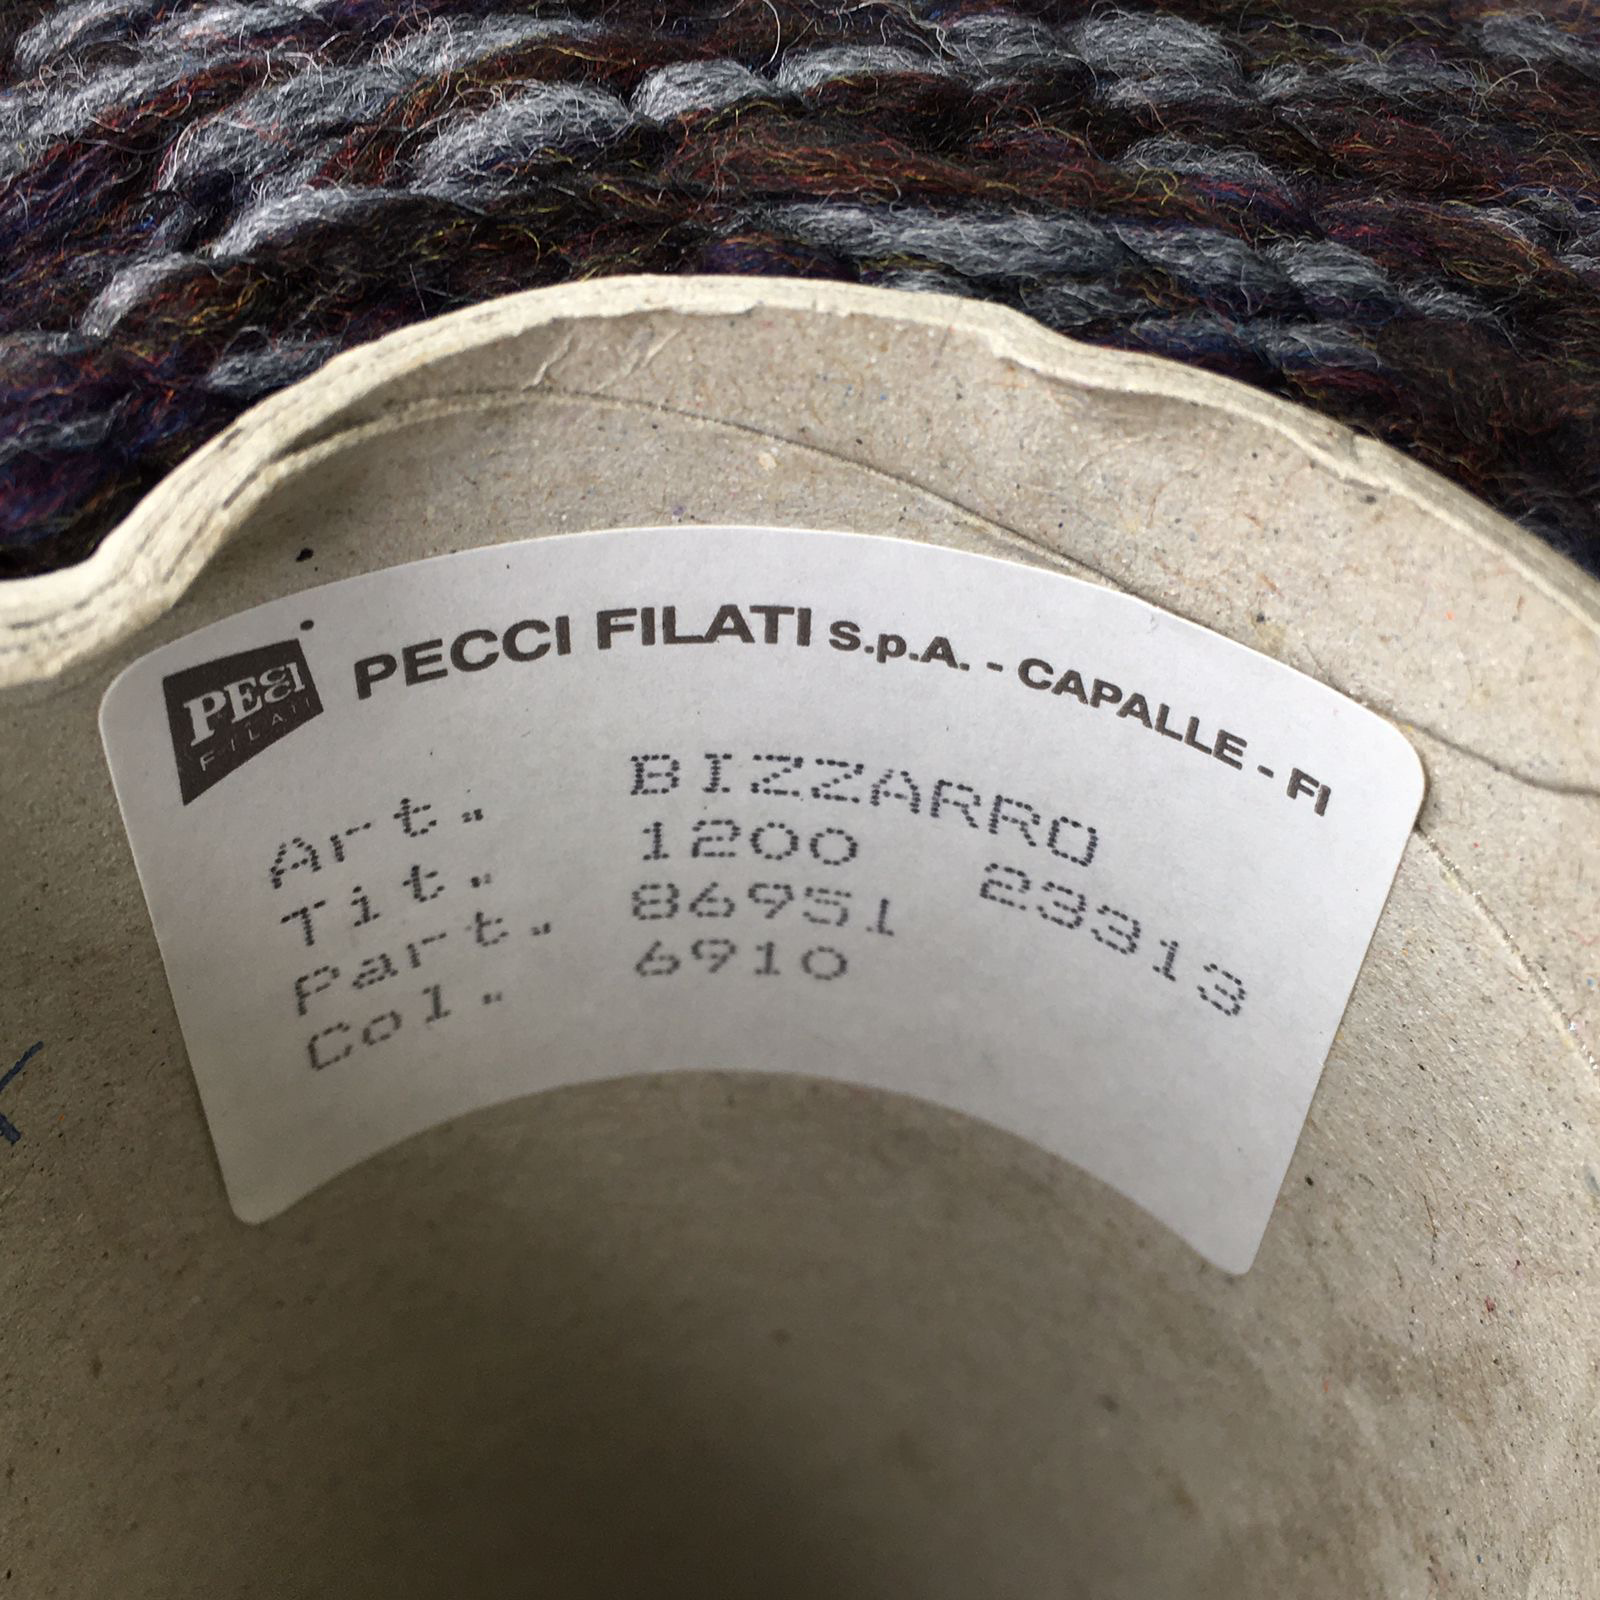 PECCI
FILATI
PECCI FILATI S.p.A. - CAPALLE - FI
Art. BIZZARRO
Tit. 1200 23313
Part. 86951
Col. 6910